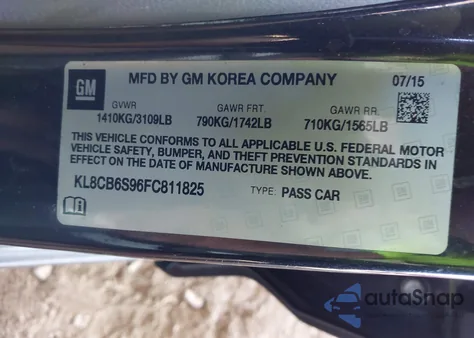 GM
MFD BY GM KOREA COMPANY 07/15
GVWR GAWR FRT. GAWR RR.
1410KG/3109LB 790KG/1742LB 710KG/1565LB
THIS VEHICLE CONFORMS TO ALL APPLICABLE U.S. FEDERAL MOTOR
VEHICLE SAFETY, BUMPER, AND THEFT PREVENTION STANDARDS IN
EFFECT ON THE DATE OF MANUFACTURE SHOWN ABOVE.
KL8CB6S96FC811825 TYPE: PASS CAR
autoSnap